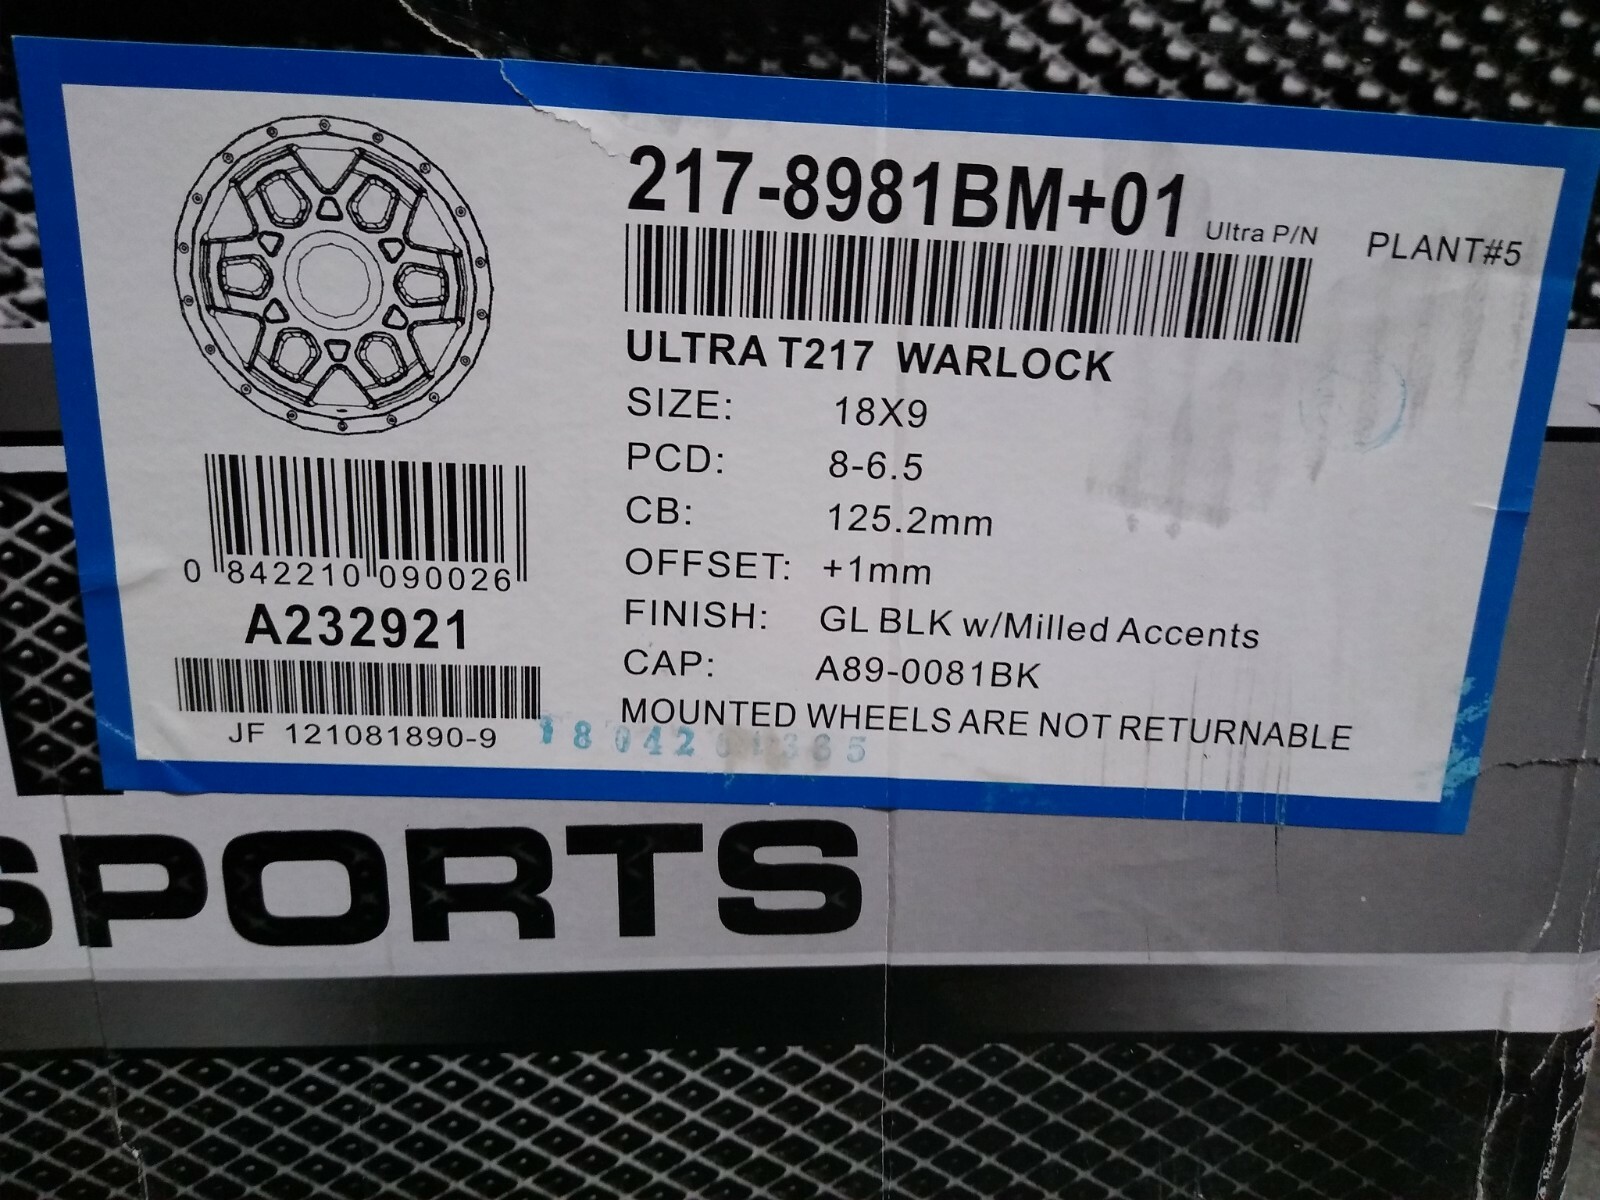 217-8981BM+01 Ultra P/N PLANT#5
ULTRA T217 WARLOCK
SIZE: 18X9
PCD: 8-6.5
CB: 125.2mm
OFFSET: +1mm
FINISH: GL BLK w/Milled Accents
CAP: A89-0081BK
MOUNTED WHEELS ARE NOT RETURNABLE
0 842210 090026
A232921
JF 121081890-9
SPORTS